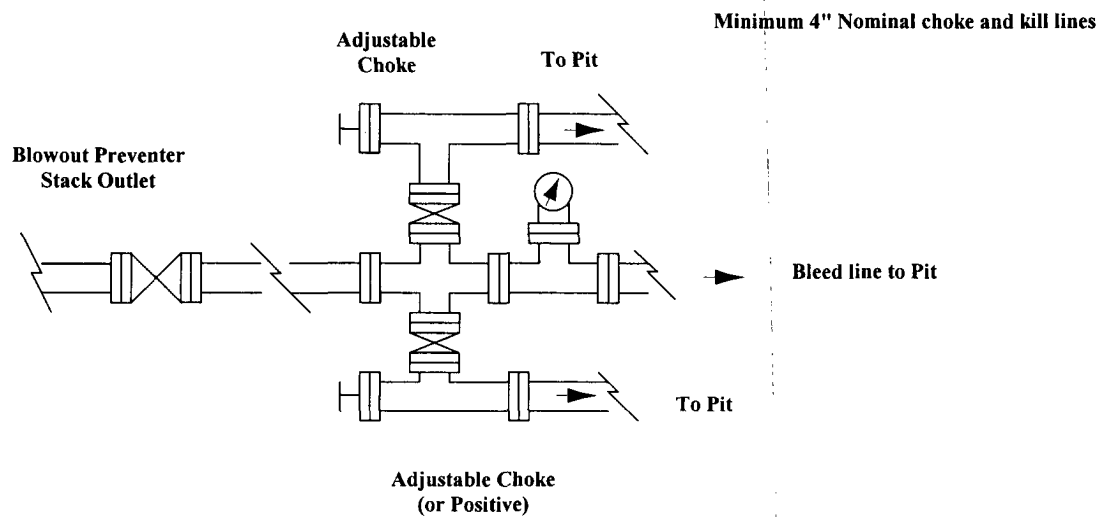 Minimum 4" Nominal choke and kill lines
Adjustable
Choke
To Pit
Blowout Preventer
Stack Outlet
Bleed line to Pit
To Pit
Adjustable Choke
(or Positive)